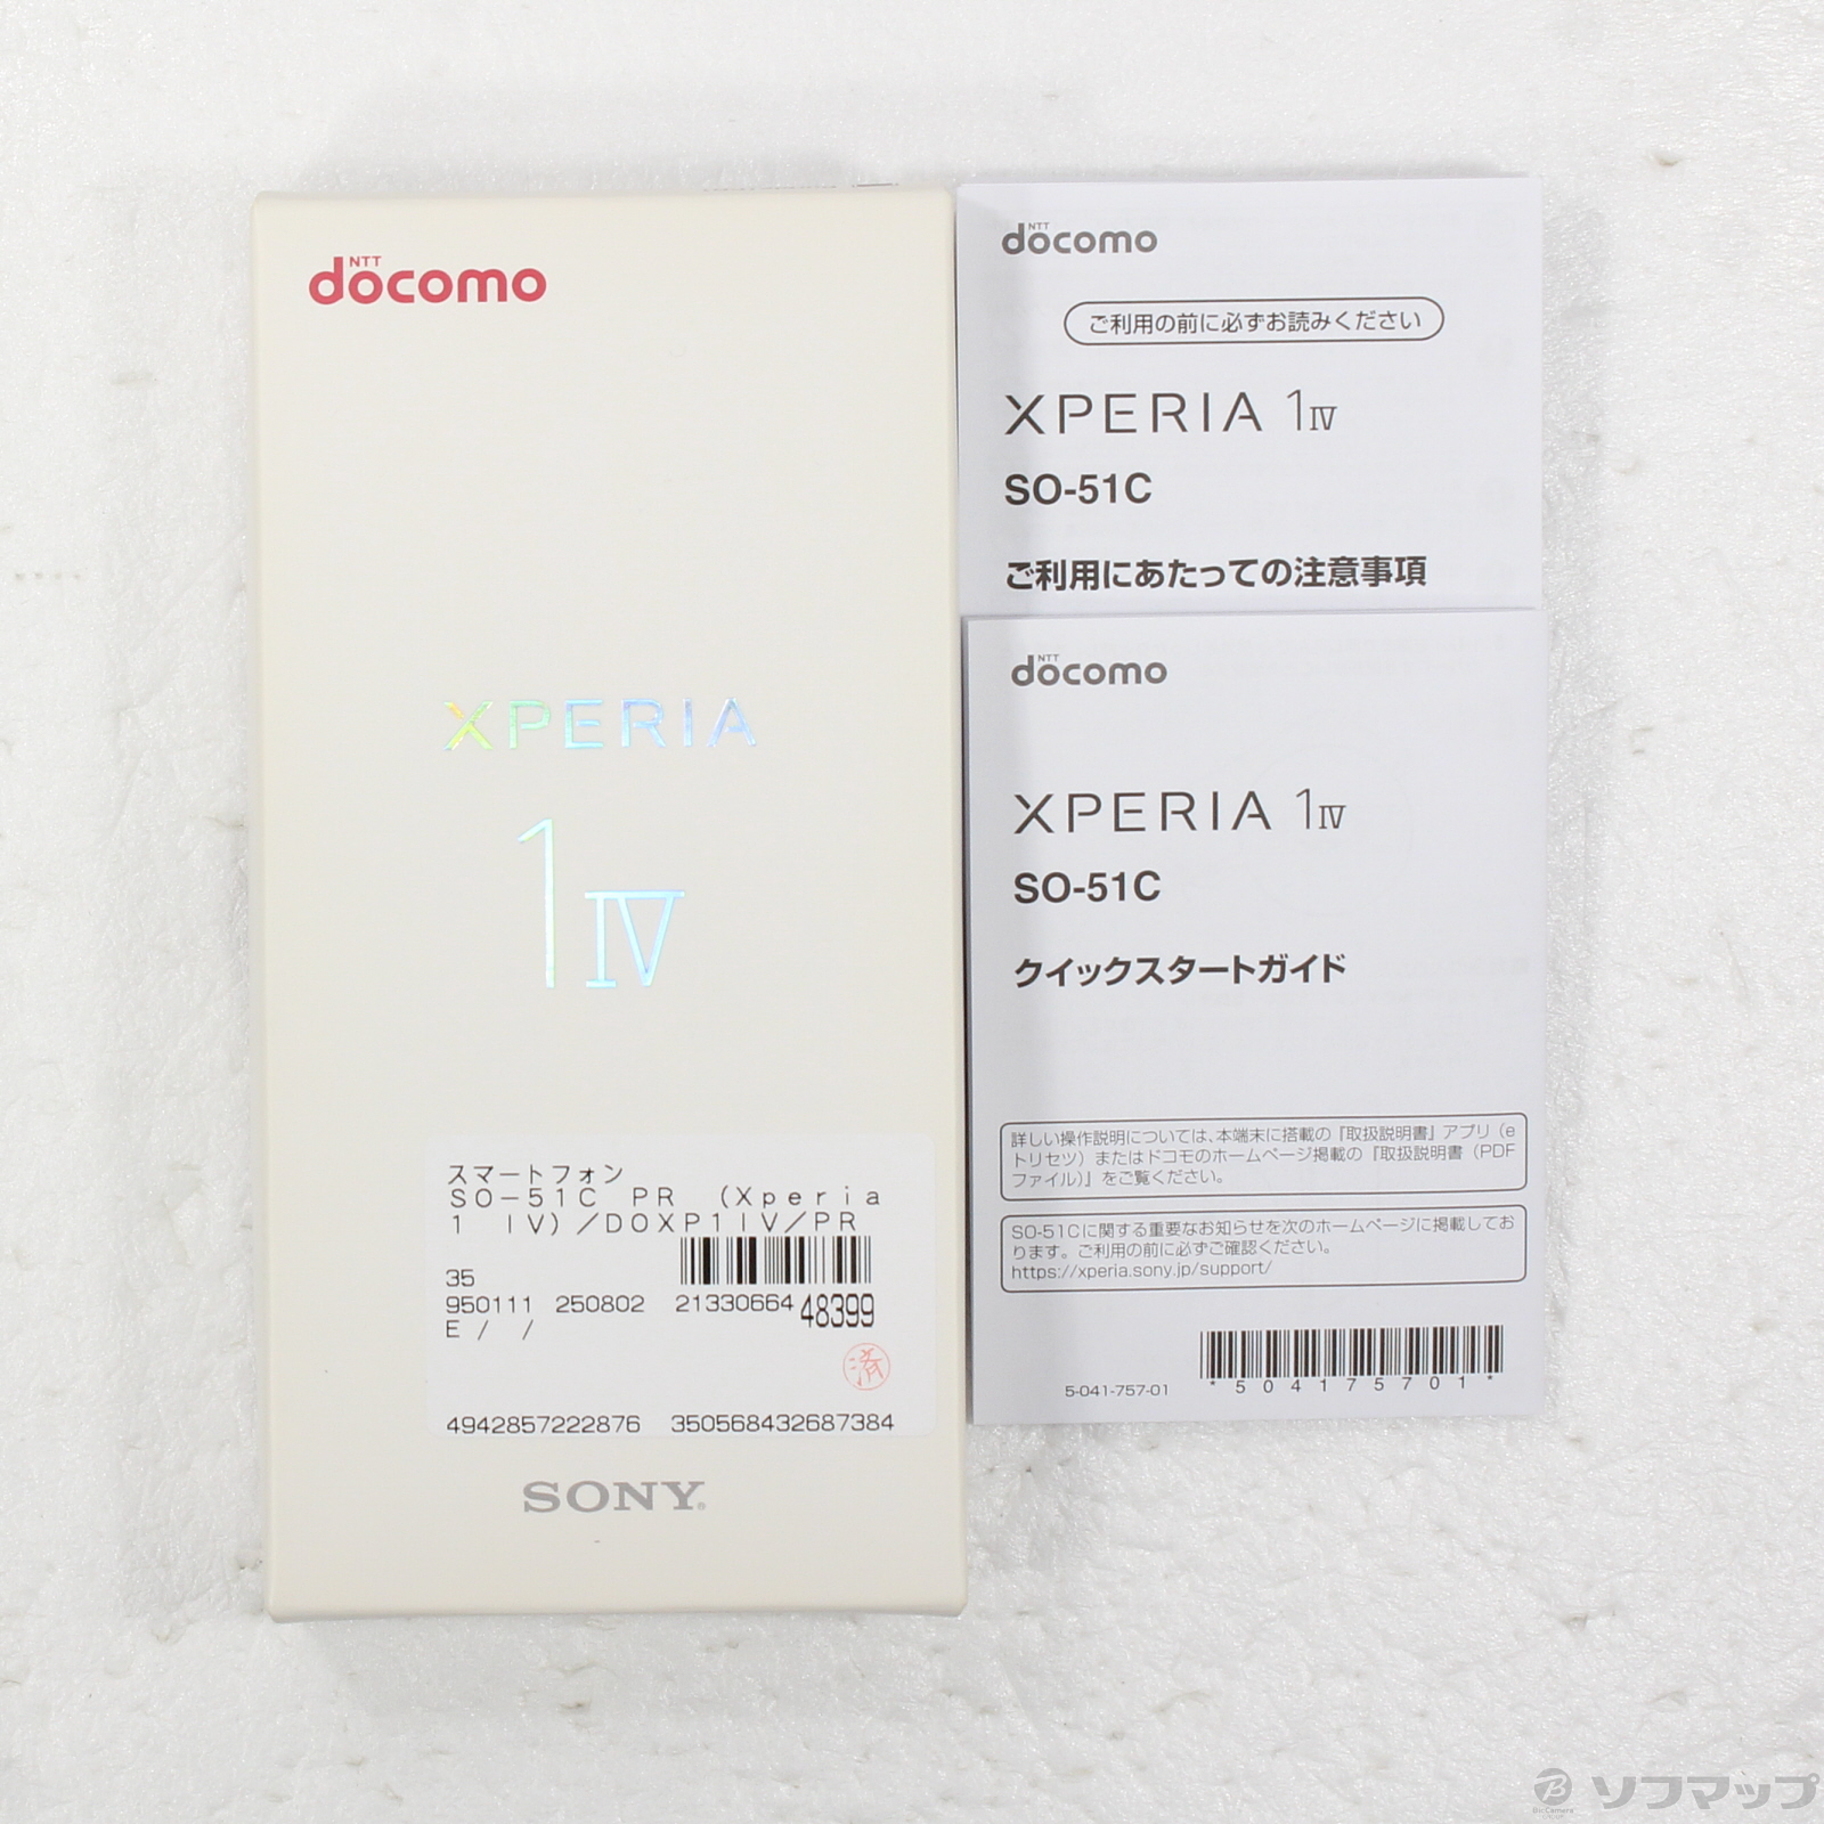 NTT
docomo
XPERIA
1 IV
スマートフォン
SO-51C PR (Xperia
1 IV)/DOXP1IV/PR
35
950111 250802 21330664 48399
E / /
済
4942857222876 350568432687384
SONY
NTT
docomo
ご利用の前に必ずお読みください
XPERIA 1 IV
SO-51C
ご利用にあたっての注意事項
NTT
docomo
XPERIA 1 IV
SO-51C
クイックスタートガイド
詳しい操作説明については、本端末に搭載の『取扱説明書』アプリ（e
トリセツ）またはドコモのホームページ掲載の『取扱説明書（PDF
ファイル）』をご覧ください。
SO-51Cに関する重要なお知らせを次のホームページに掲載してお
ります。ご利用の前に必ずご確認ください。
https://xperia.sony.jp/support/
5-041-757-01
*504175701*
BicCamera
ソフマップ